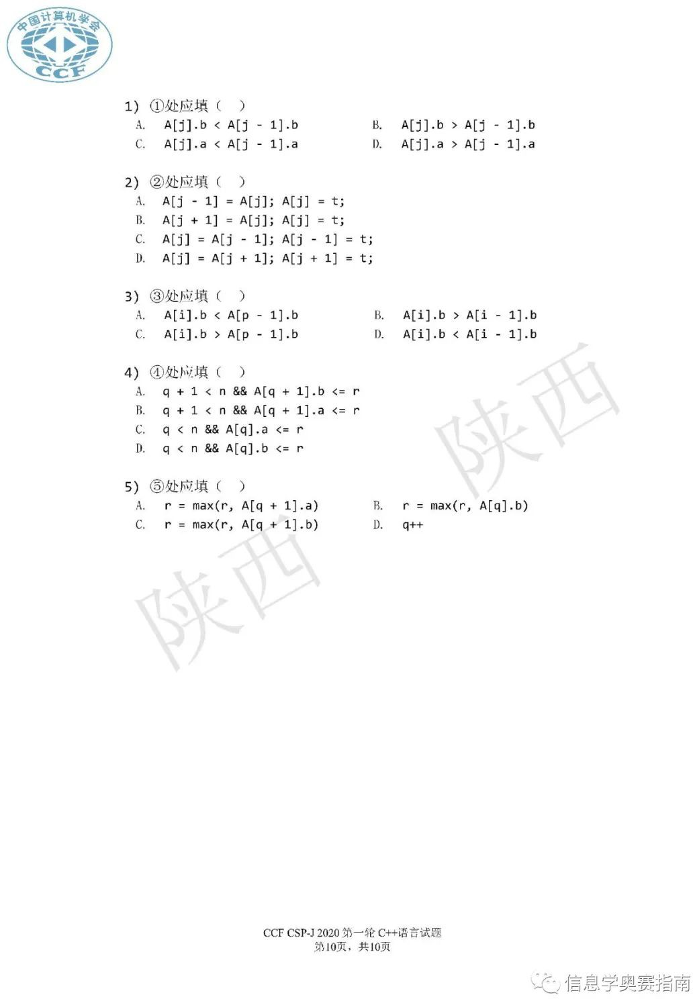 中国计算机学会
CCF
1) ①处应填（ ）
A. A[j].b < A[j - 1].b B. A[j].b > A[j - 1].b
C. A[j].a < A[j - 1].a D. A[j].a > A[j - 1].a
2) ②处应填（ ）
A. A[j - 1] = A[j]; A[j] = t;
B. A[j + 1] = A[j]; A[j] = t;
C. A[j] = A[j - 1]; A[j - 1] = t;
D. A[j] = A[j + 1]; A[j + 1] = t;
3) ③处应填（ ）
A. A[i].b < A[p - 1].b B. A[i].b > A[i - 1].b
C. A[i].b > A[p - 1].b D. A[i].b < A[i - 1].b
4) ④处应填（ ）
A. q + 1 < n && A[q + 1].b <= r
B. q + 1 < n && A[q + 1].a <= r
C. q < n && A[q].a <= r
D. q < n && A[q].b <= r
5) ⑤处应填（ ）
A. r = max(r, A[q + 1].a) B. r = max(r, A[q].b)
C. r = max(r, A[q + 1].b) D. q++
陕西
陕西
CCF CSP-J 2020 第一轮 C++语言试题
第10页，共10页
信息学奥赛指南